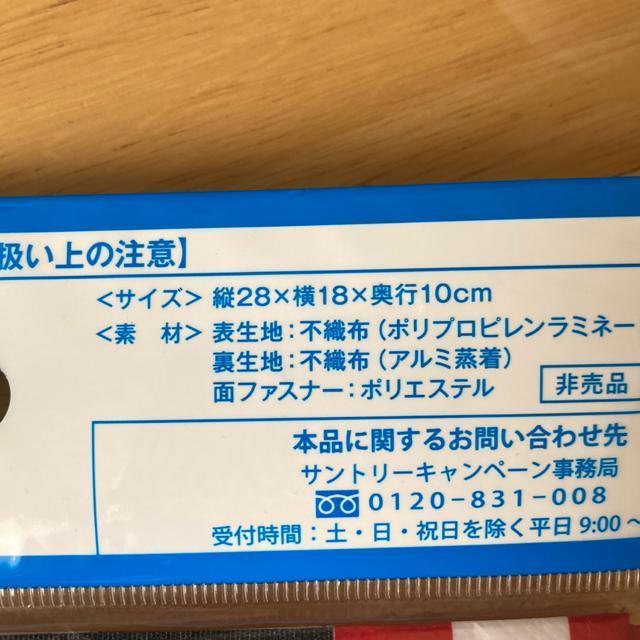 扱い上の注意】
<サイズ> 縦28×横18×奥行10cm
<素 材> 表生地：不織布（ポリプロピレンラミネー
裏生地：不織布（アルミ蒸着）
面ファスナー：ポリエステル
非売品
本品に関するお問い合わせ先
サントリーキャンペーン事務局
0120-831-008
受付時間：土・日・祝日を除く平日 9:00～